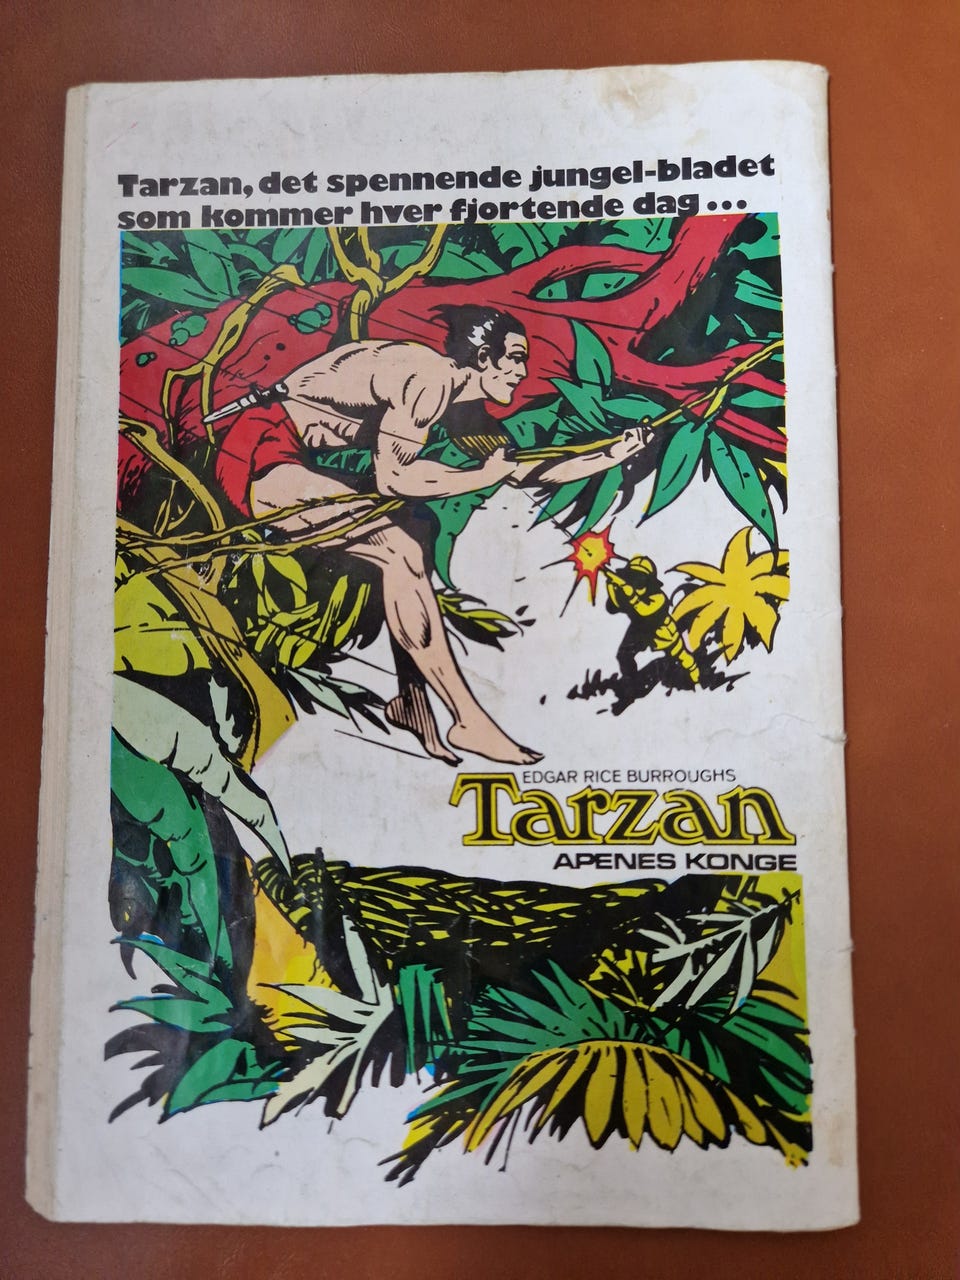 Tarzan, det spennende jungel-bladet
som kommer hver fjortende dag ...
EDGAR RICE BURROUGHS
Tarzan
APENES KONGE